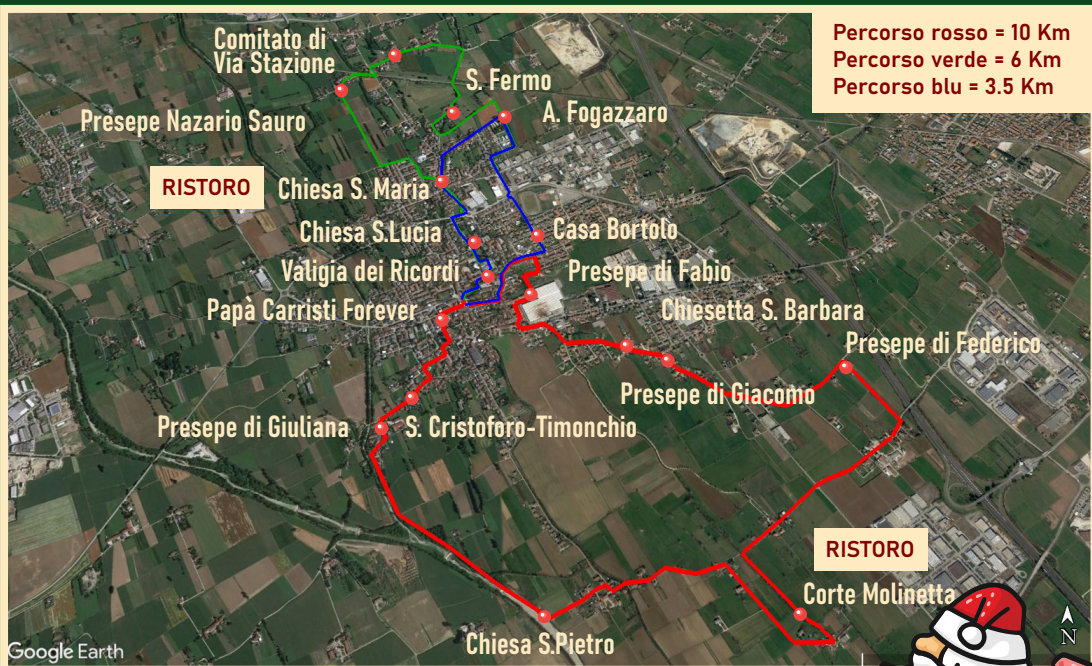 Percorso rosso = 10 Km
Percorso verde = 6 Km
Percorso blu = 3.5 Km
Comitato di
Via Stazione
S. Fermo
A. Fogazzaro
Presepe Nazario Sauro
RISTORO
Chiesa S. Maria
Chiesa S.Lucia
Casa Bortolo
Valigia dei Ricordi
Presepe di Fabio
Papà Carristi Forever
Chiesetta S. Barbara
Presepe di Federico
Presepe di Giacomo
Presepe di Giuliana
S. Cristoforo-Timonchio
RISTORO
Corte Molinetta
Chiesa S.Pietro
N
Google Earth